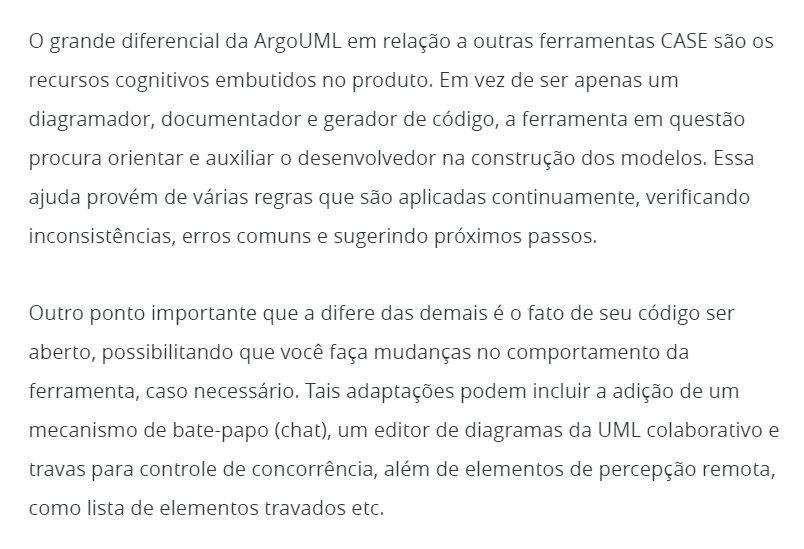 O grande diferencial da ArgoUML em relação a outras ferramentas CASE são os
recursos cognitivos embutidos no produto. Em vez de ser apenas um
diagramador, documentador e gerador de código, a ferramenta em questão
procura orientar e auxiliar o desenvolvedor na construção dos modelos. Essa
ajuda provém de várias regras que são aplicadas continuamente, verificando
inconsistências, erros comuns e sugerindo próximos passos.
Outro ponto importante que a difere das demais é o fato de seu código ser
aberto, possibilitando que você faça mudanças no comportamento da
ferramenta, caso necessário. Tais adaptações podem incluir a adição de um
mecanismo de bate-papo (chat), um editor de diagramas da UML colaborativo e
travas para controle de concorrência, além de elementos de percepção remota,
como lista de elementos travados etc.